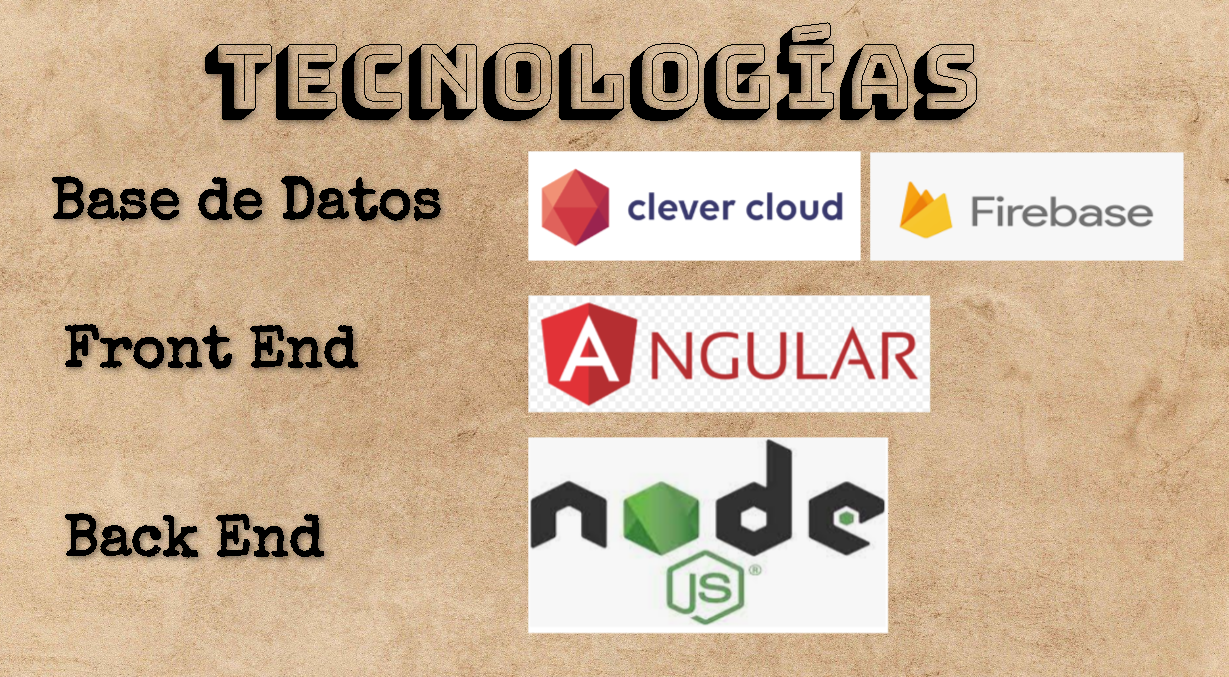 TECNOLOGÍAS
Base de Datos
clever cloud
Firebase
Front End
ANGULAR
Back End
node
JS®